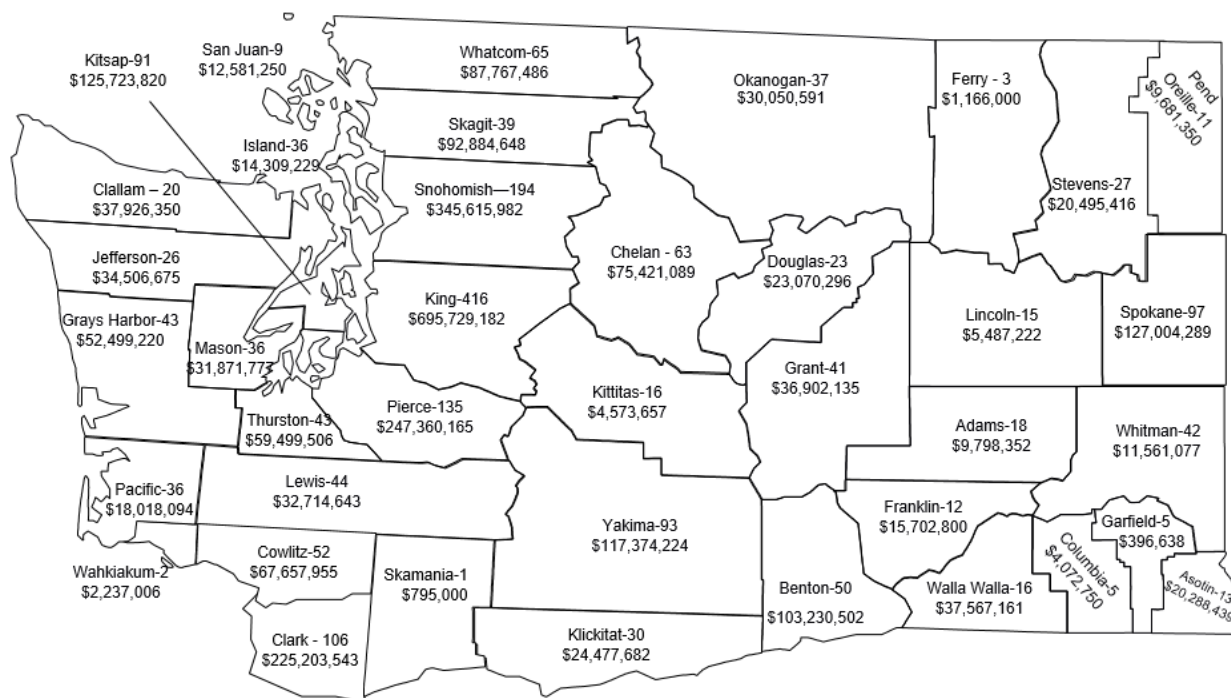 San Juan-9
$12,581,250
Kitsap-91
$125,723,820
Whatcom-65
$87,767,486
Okanogan-37
$30,050,591
Ferry - 3
$1,166,000
Pend
Oreille-11
$9,681,350
Skagit-39
$92,884,648
Island-36
$14,309,229
Clallam – 20
$37,926,350
Snohomish—194
$345,615,982
Stevens-27
$20,495,416
Jefferson-26
$34,506,675
Chelan - 63
$75,421,089
Douglas-23
$23,070,296
King-416
$695,729,182
Lincoln-15
$5,487,222
Spokane-97
$127,004,289
Grays Harbor-43
$52,499,220
Mason-36
$31,871,777
Kittitas-16
$4,573,657
Grant-41
$36,902,135
Thurston-43
$59,499,506
Pierce-135
$247,360,165
Adams-18
$9,798,352
Whitman-42
$11,561,077
Pacific-36
$18,018,094
Lewis-44
$32,714,643
Yakima-93
$117,374,224
Franklin-12
$15,702,800
Garfield-5
$396,638
Wahkiakum-2
$2,237,006
Cowlitz-52
$67,657,955
Skamania-1
$795,000
Benton-50
$103,230,502
Walla Walla-16
$37,567,161
Columbia-5
$4,072,750
Asotin-13
$20,288,439
Clark - 106
$225,203,543
Klickitat-30
$24,477,682